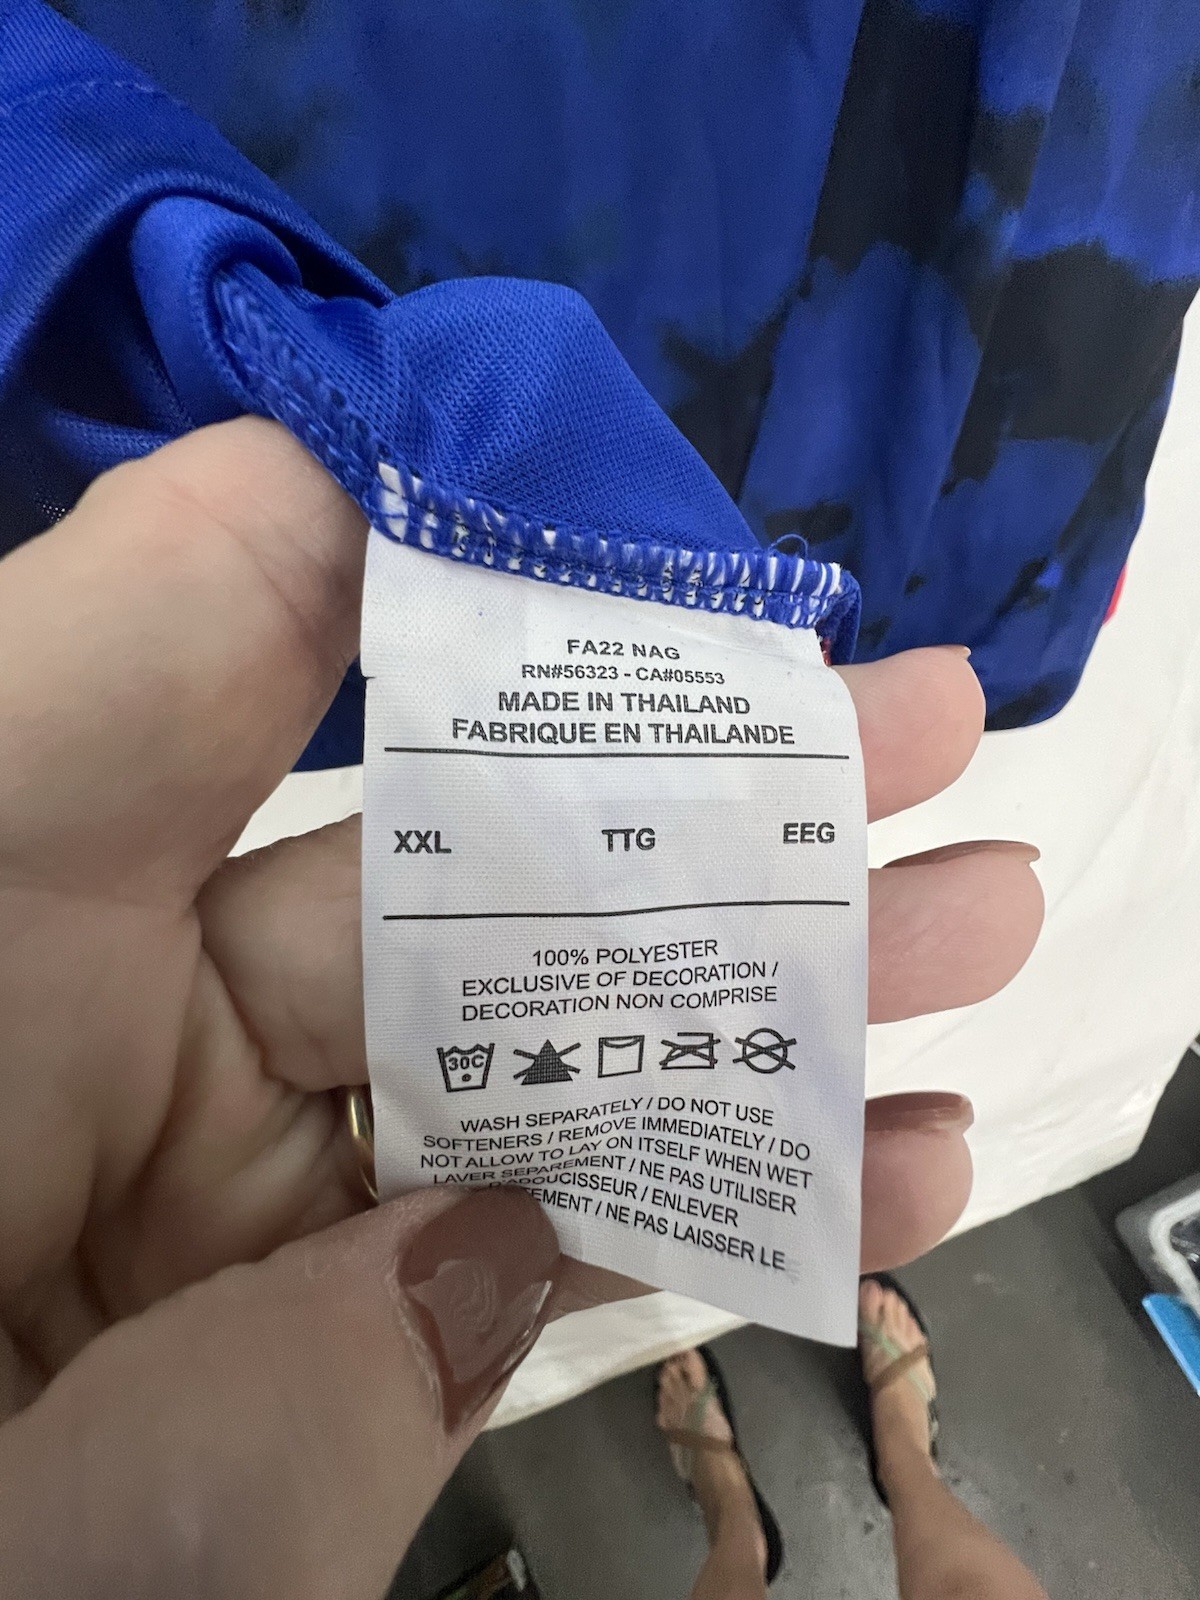 FA22 NAG
RN#56323 - CA#05553
MADE IN THAILAND
FABRIQUE EN THAILANDE
XXL TTG EEG
100% POLYESTER
EXCLUSIVE OF DECORATION /
DECORATION NON COMPRISE
30C
WASH SEPARATELY / DO NOT USE
SOFTENERS / REMOVE IMMEDIATELY / DO
NOT ALLOW TO LAY ON ITSELF WHEN WET
LAVER SEPAREMENT / NE PAS UTILISER
D'ADOUCISSEUR / ENLEVER
/ NE PAS LAISSER LE